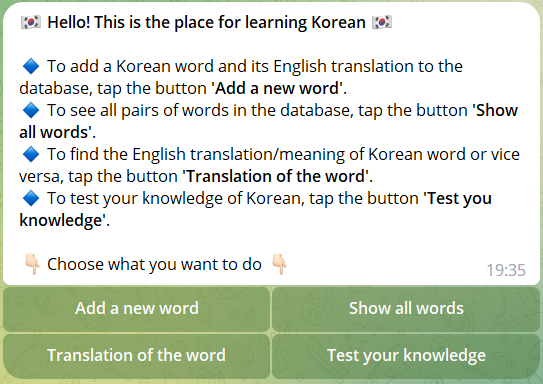 🇰🇷 Hello! This is the place for learning Korean 🇰🇷
🔷 To add a Korean word and its English translation to the
database, tap the button 'Add a new word'.
🔷 To see all pairs of words in the database, tap the button 'Show
all words'.
🔷 To find the English translation/meaning of Korean word or vice
versa, tap the button 'Translation of the word'.
🔷 To test your knowledge of Korean, tap the button 'Test you
knowledge'.
👇🏻 Choose what you want to do 👇🏻
19:35
Add a new word
Show all words
Translation of the word
Test your knowledge